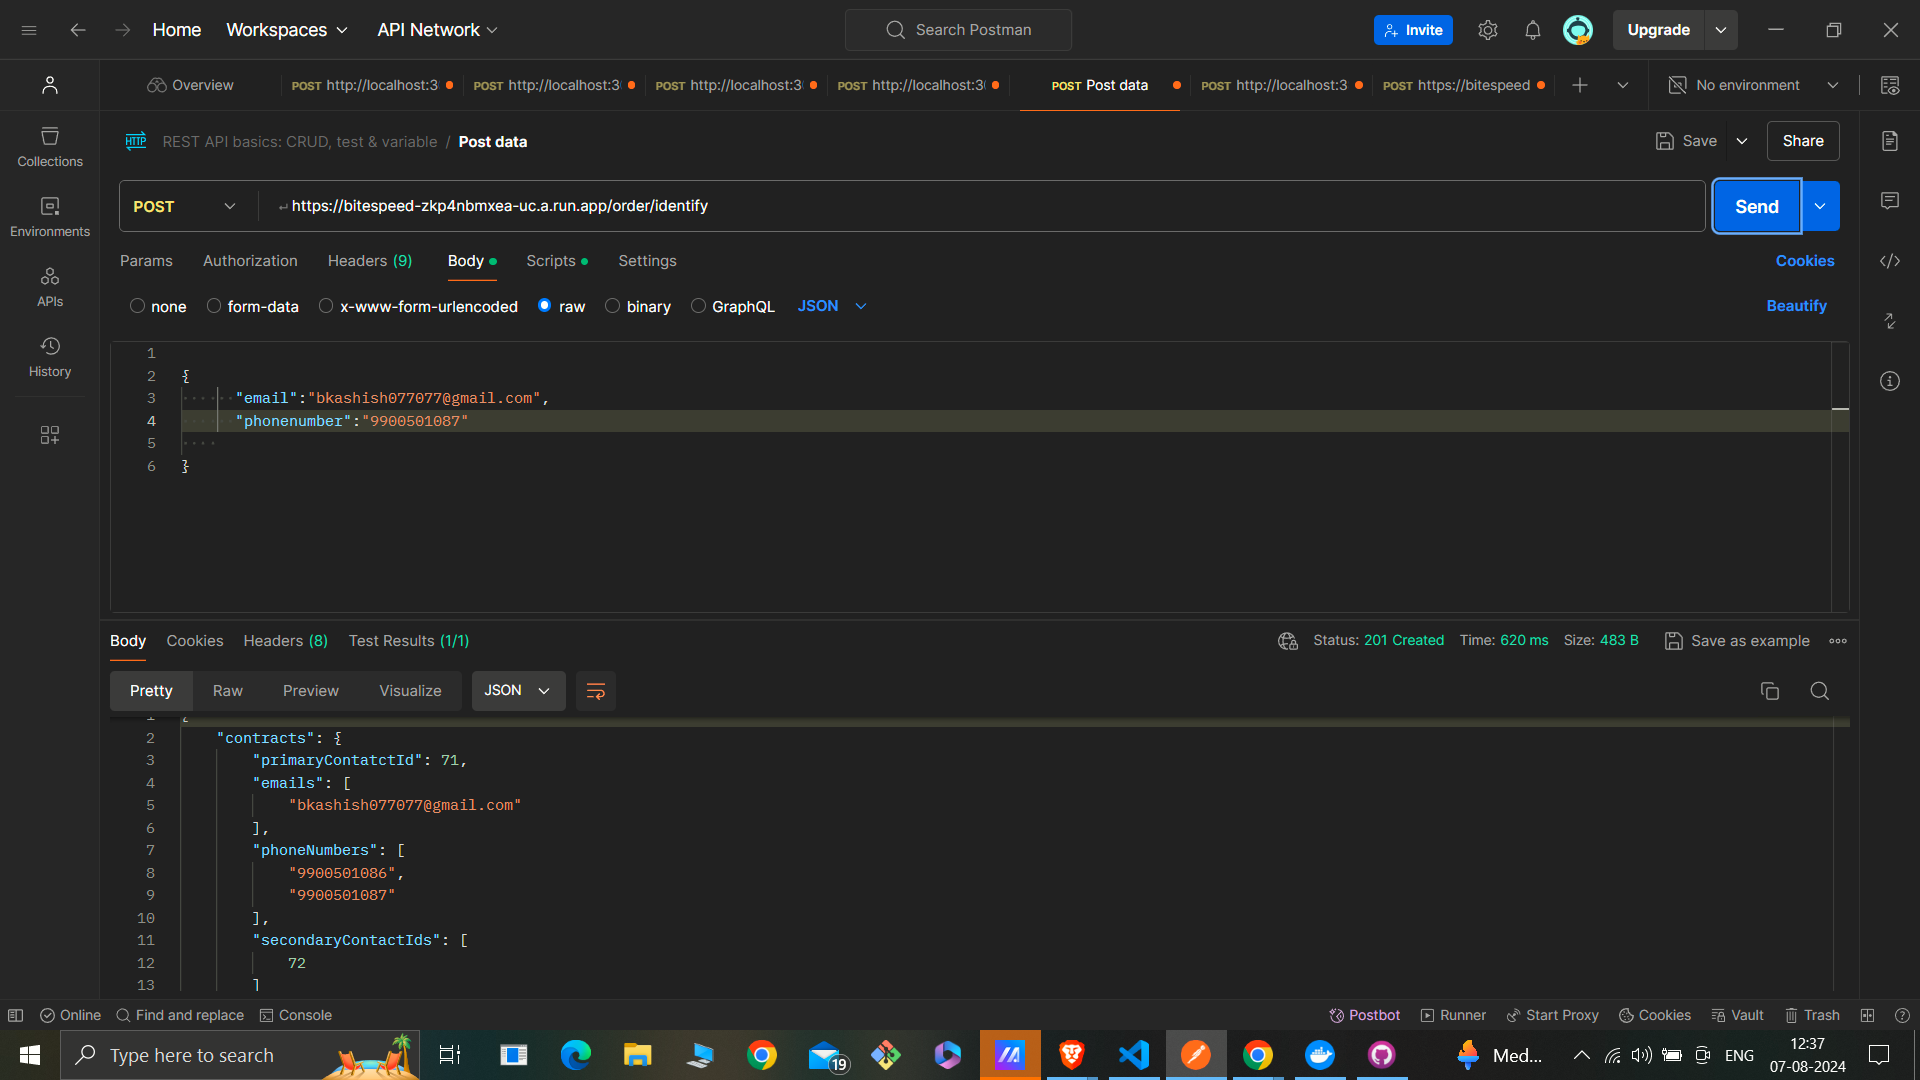 Home Workspaces API Network Search Postman Invite Upgrade
Overview POST http://localhost:3 POST http://localhost:3 POST http://localhost:3 POST http://localhost:3 POST Post data POST http://localhost:3 POST https://bitespeed No environment
HTTP REST API basics: CRUD, test & variable / Post data Save Share
POST https://bitespeed-zkp4nbmxea-uc.a.run.app/order/identify Send
Params Authorization Headers (9) Body Scripts Settings Cookies
none form-data x-www-form-urlencoded raw binary GraphQL JSON Beautify
Collections
Environments
APIs
History
1
2 {
3 "email":"bkashish077077@gmail.com",
4 "phonenumber":"9900501087"
5
6 }
Body Cookies Headers (8) Test Results (1/1) Status: 201 Created Time: 620 ms Size: 483 B Save as example
Pretty Raw Preview Visualize JSON
2 "contracts": {
3 "primaryContatctId": 71,
4 "emails": [
5 "bkashish077077@gmail.com"
6 ],
7 "phoneNumbers": [
8 "9900501086",
9 "9900501087"
10 ],
11 "secondaryContactIds": [
12 72
13 ]
Online Find and replace Console Postbot Runner Start Proxy Cookies Vault Trash
Type here to search 19 Med... ENG 12:37
07-08-2024